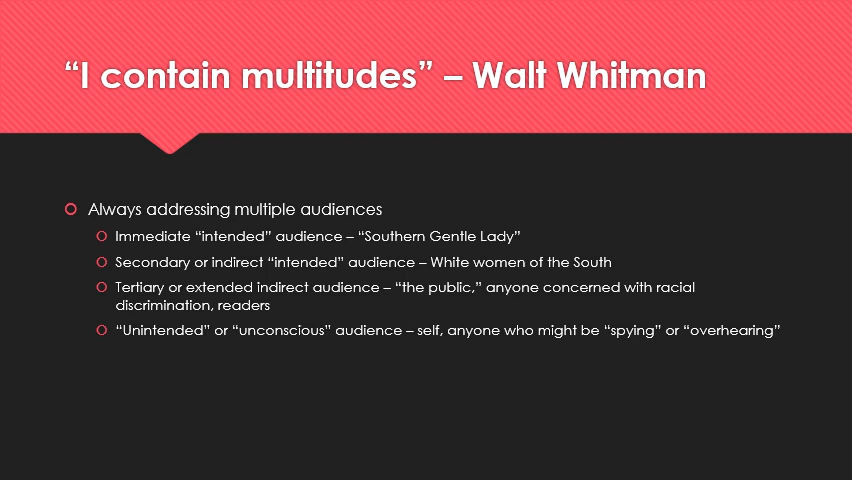 “I contain multitudes” – Walt Whitman
Always addressing multiple audiences
Immediate “intended” audience – “Southern Gentle Lady”
Secondary or indirect “intended” audience – White women of the South
Tertiary or extended indirect audience – “the public,” anyone concerned with racial
discrimination, readers
“Unintended” or “unconscious” audience – self, anyone who might be “spying” or “overhearing”